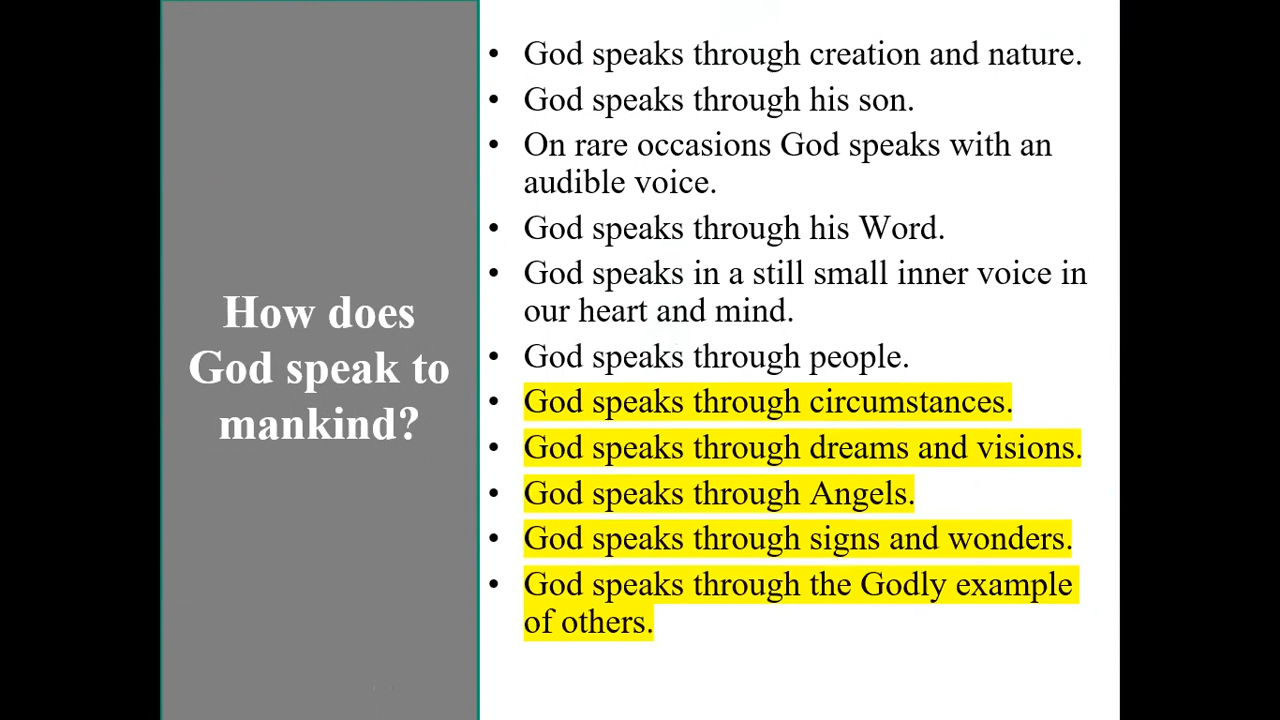 How does
God speak to
mankind?
• God speaks through creation and nature.
• God speaks through his son.
• On rare occasions God speaks with an
audible voice.
• God speaks through his Word.
• God speaks in a still small inner voice in
our heart and mind.
• God speaks through people.
• God speaks through circumstances.
• God speaks through dreams and visions.
• God speaks through Angels.
• God speaks through signs and wonders.
• God speaks through the Godly example
of others.